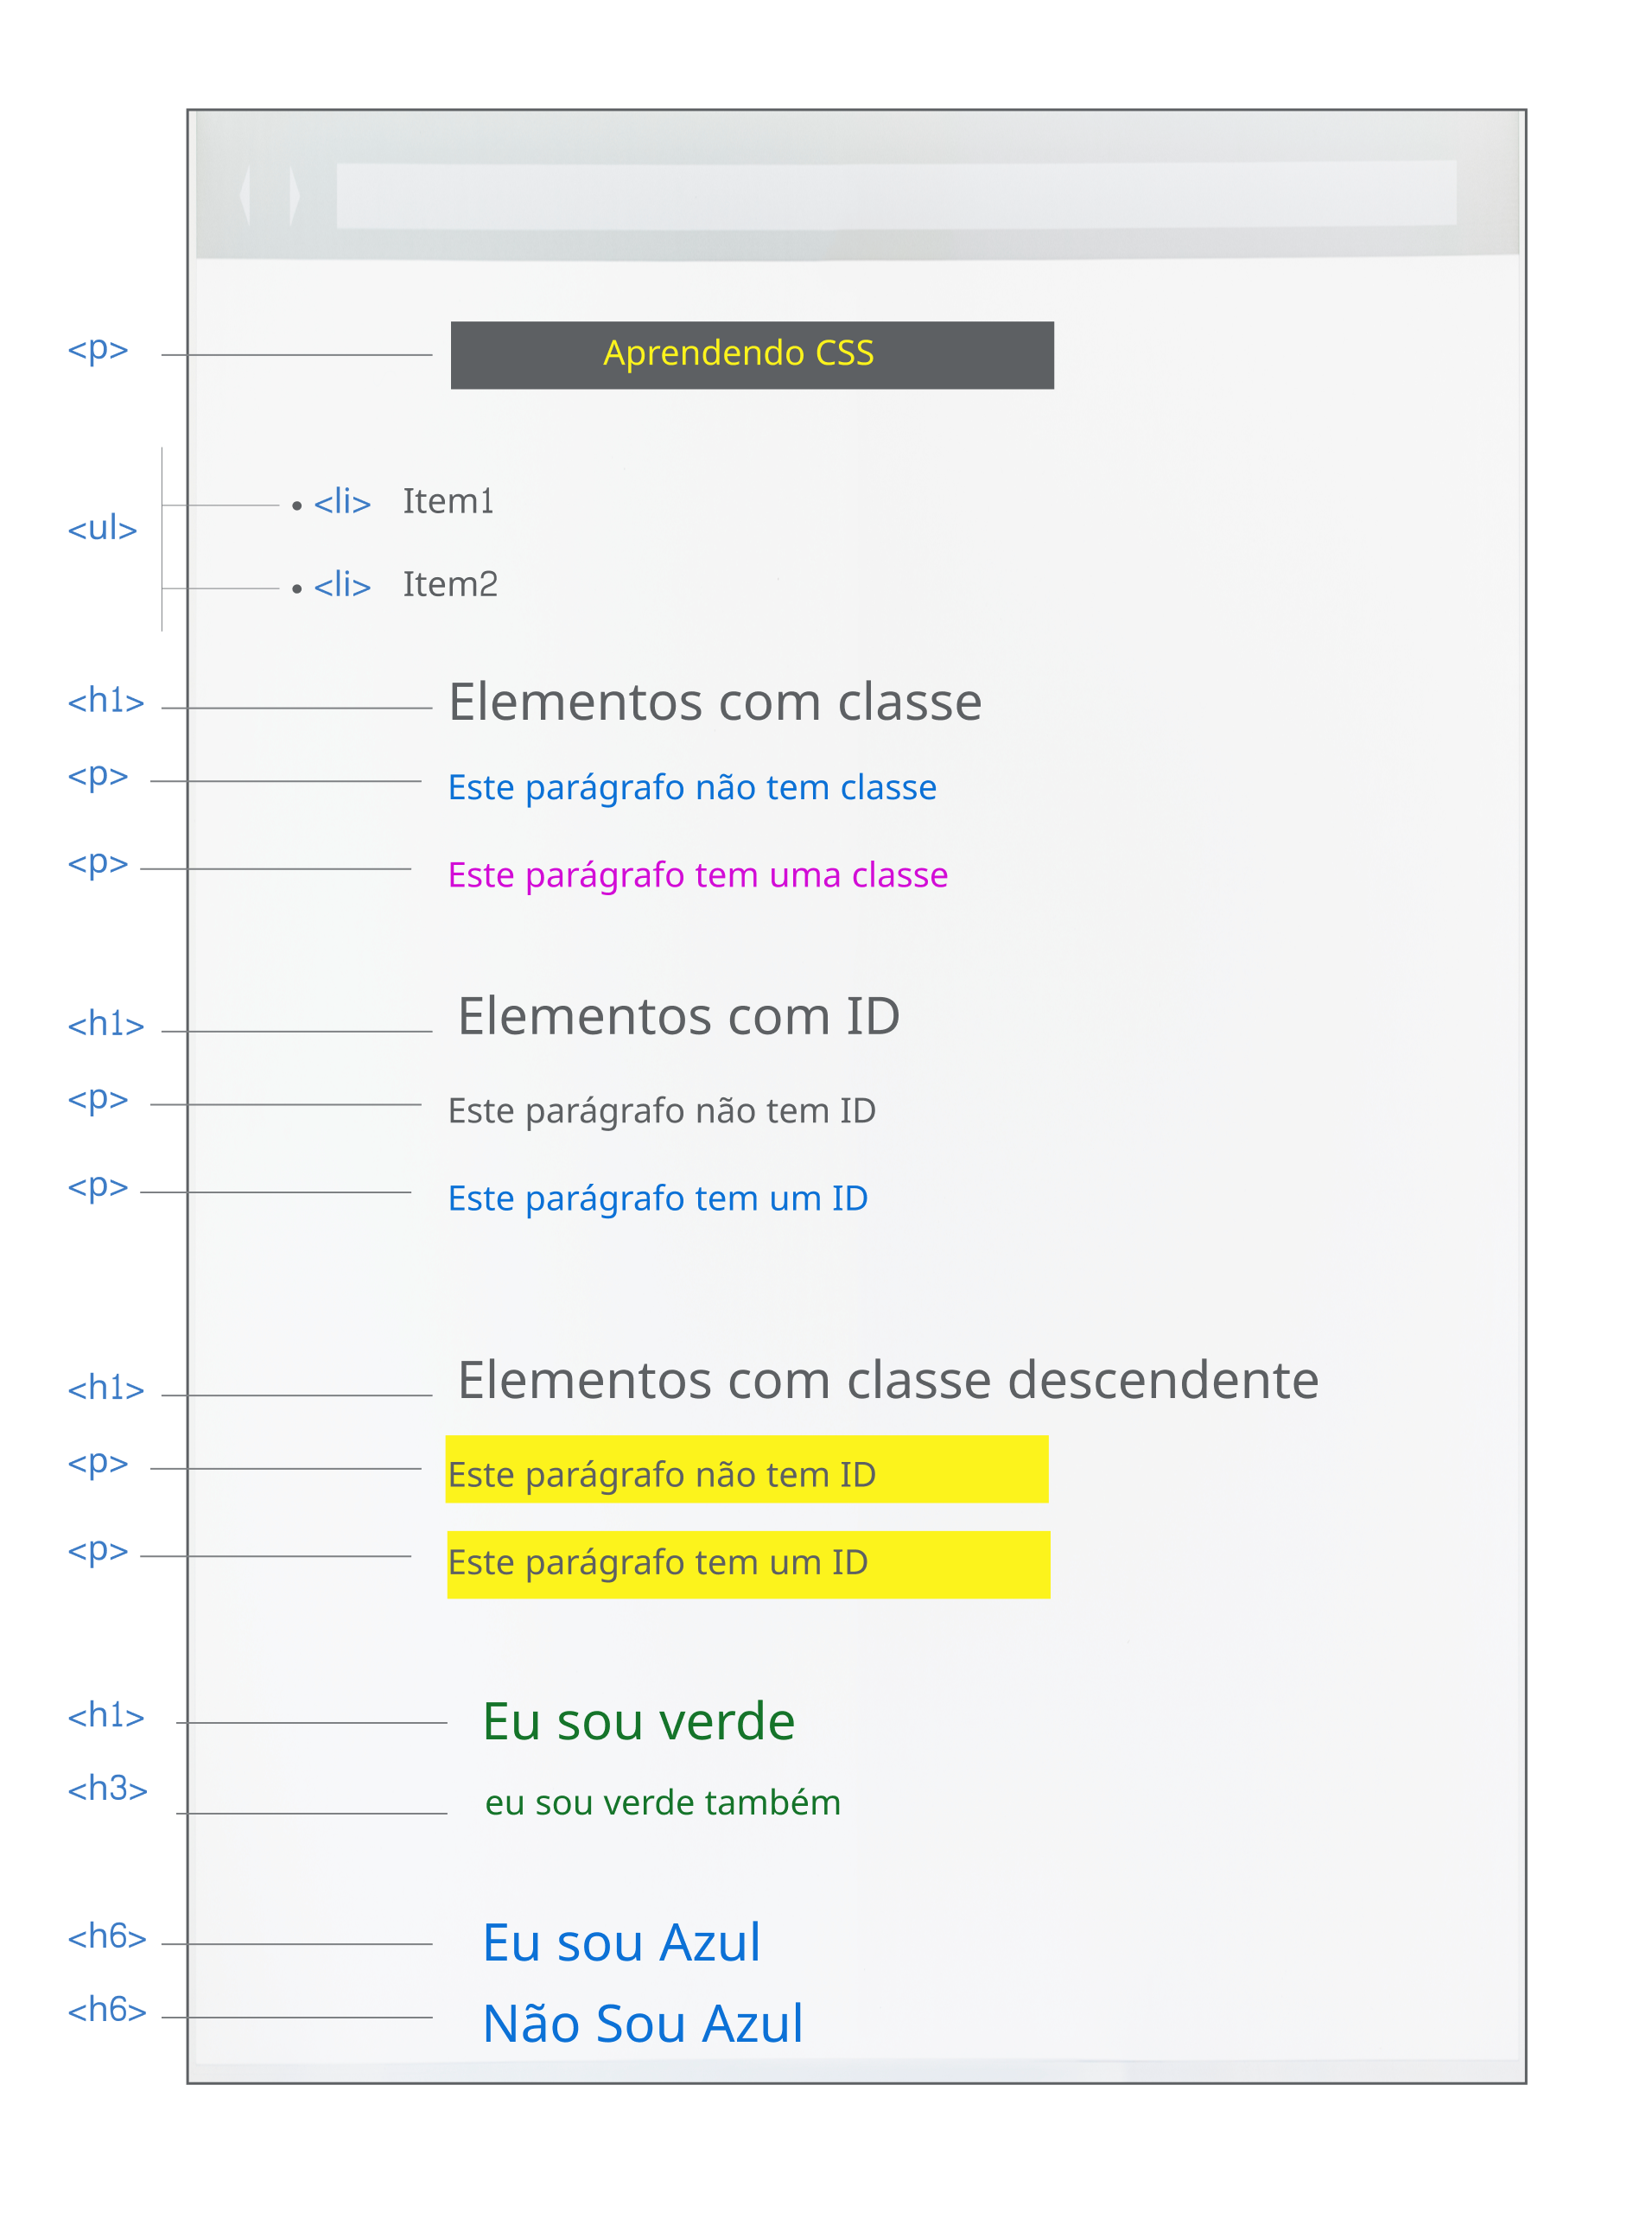 <p> Aprendendo CSS
<li> Item1
<ul>
<li> Item2
<h1> Elementos com classe
<p> Este parágrafo não tem classe
<p> Este parágrafo tem uma classe
<h1> Elementos com ID
<p> Este parágrafo não tem ID
<p> Este parágrafo tem um ID
<h1> Elementos com classe descendente
<p> Este parágrafo não tem ID
<p> Este parágrafo tem um ID
<h1> Eu sou verde
<h3> eu sou verde também
<h6> Eu sou Azul
<h6> Não Sou Azul